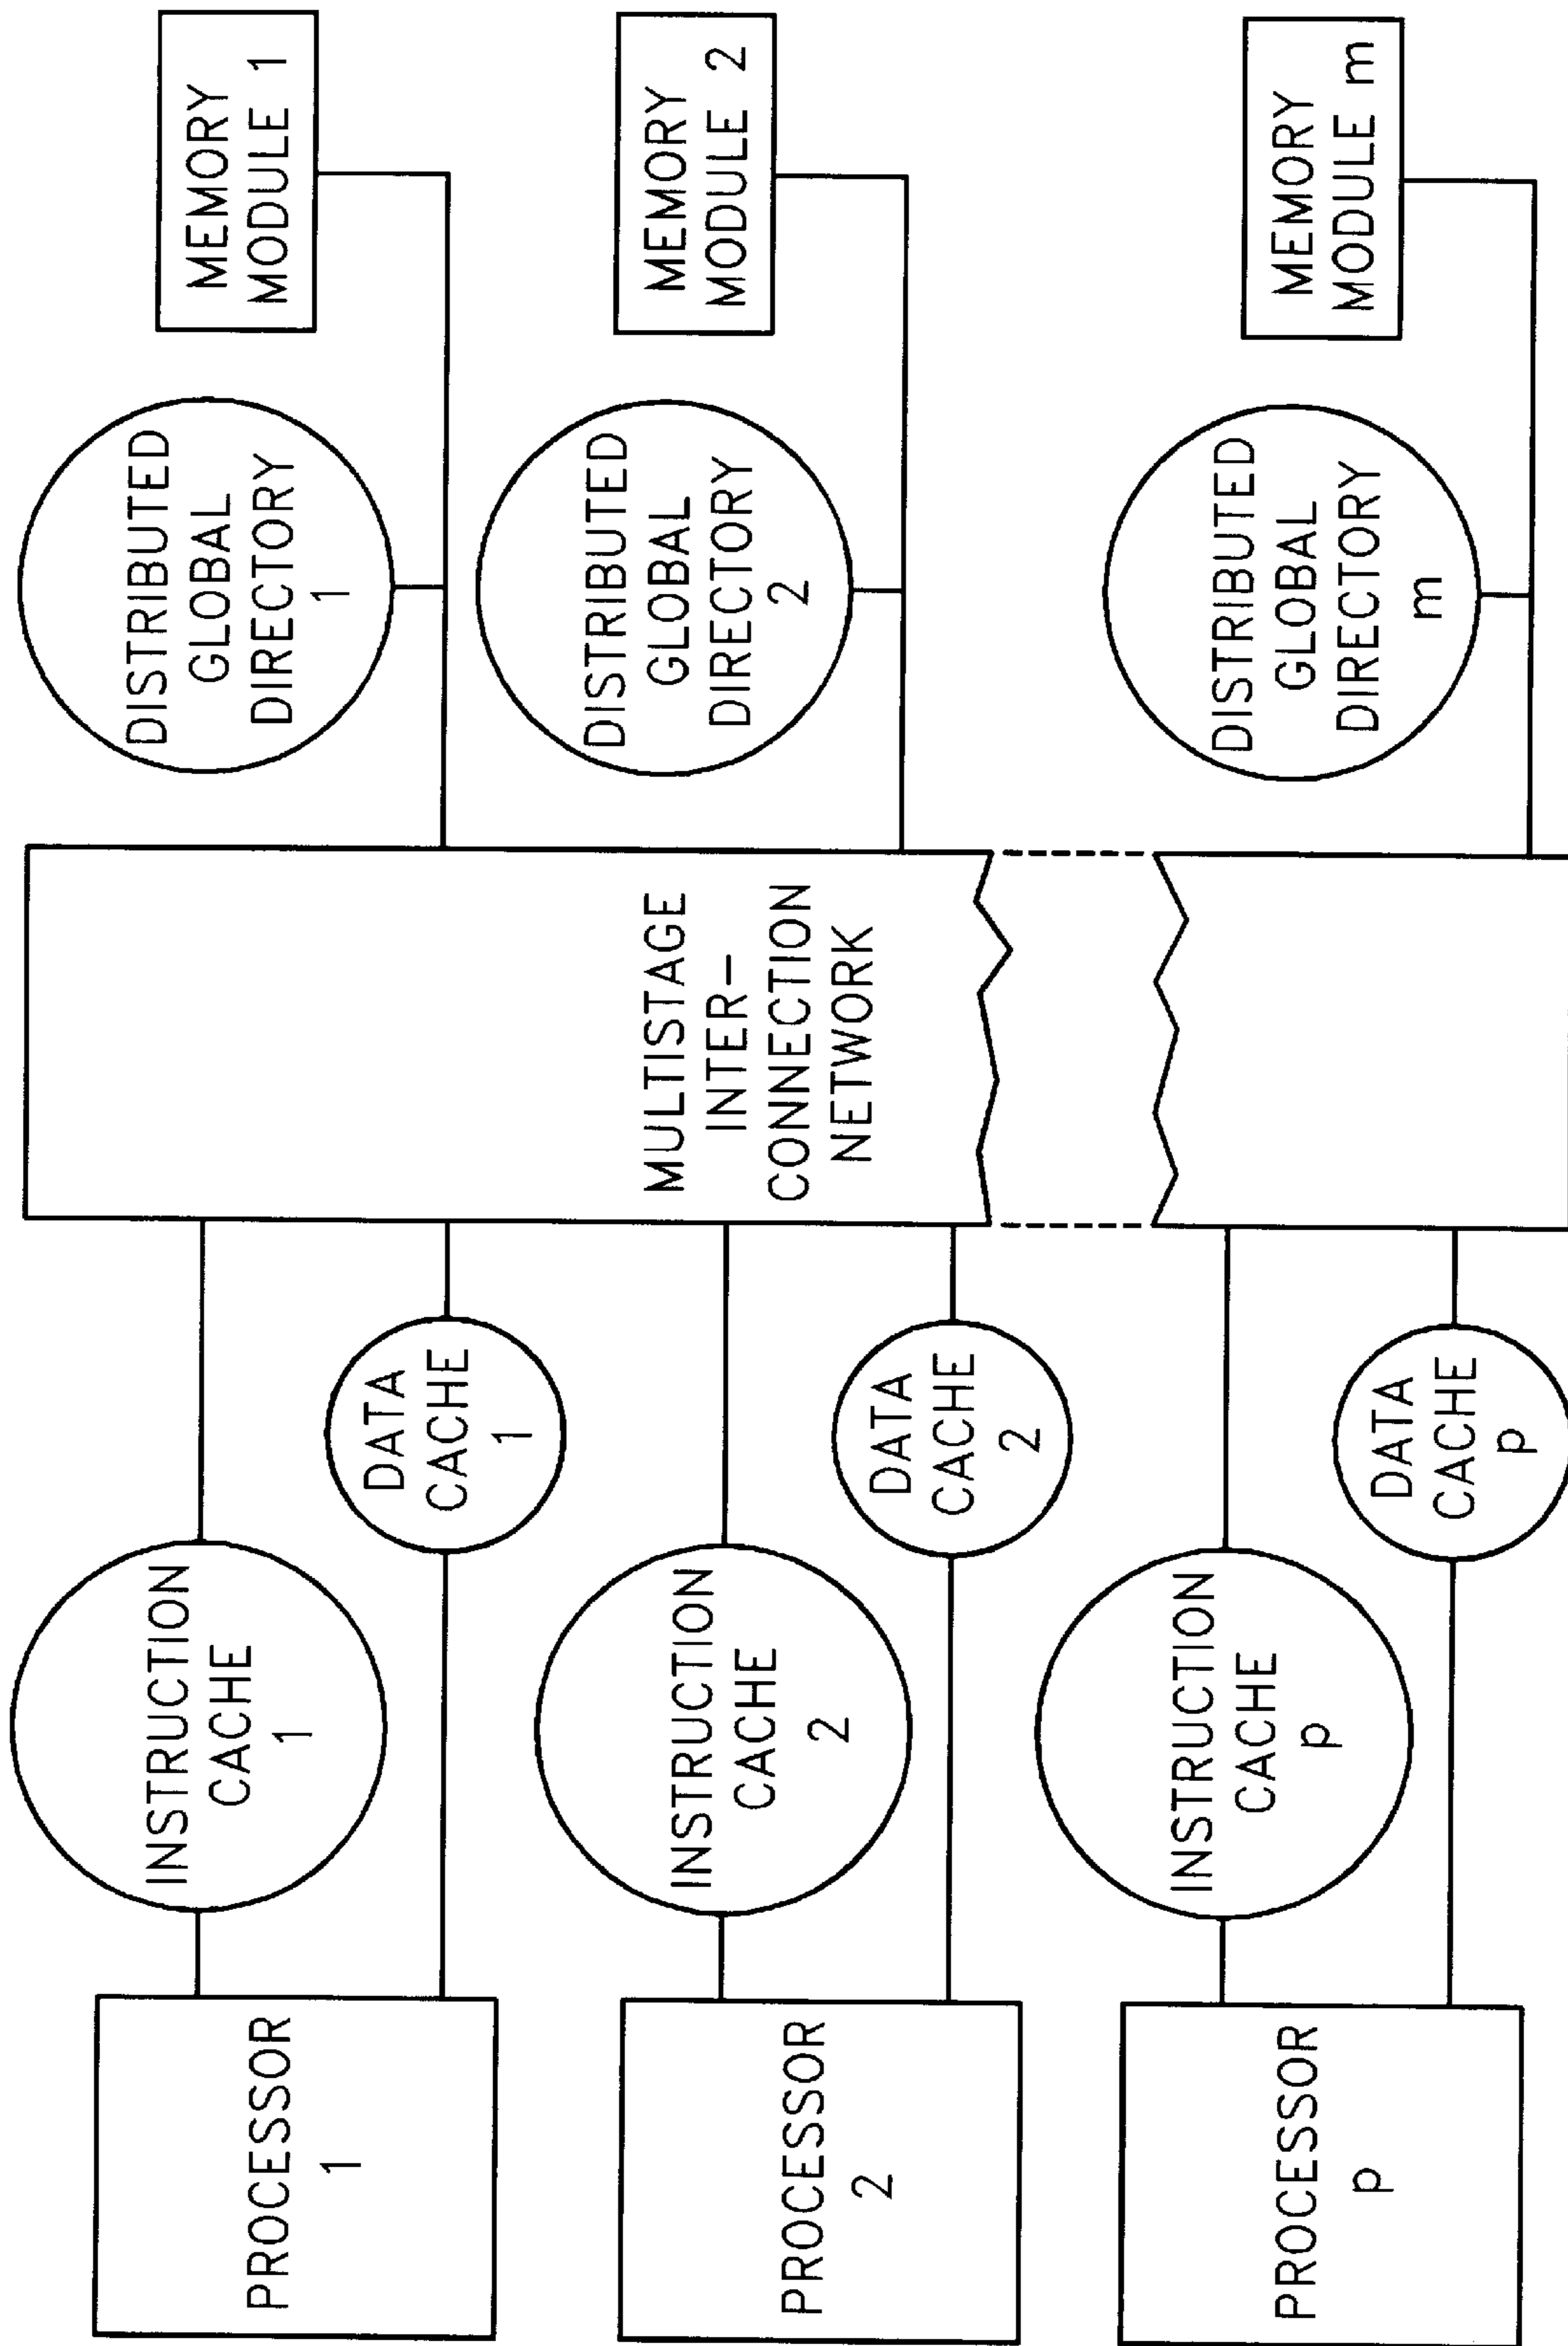 PROCESSOR
1
INSTRUCTION
CACHE
1
DATA
CACHE
1
PROCESSOR
2
INSTRUCTION
CACHE
2
DATA
CACHE
2
PROCESSOR
p
INSTRUCTION
CACHE
p
DATA
CACHE
p
MULTISTAGE
INTER–
CONNECTION
NETWORK
DISTRIBUTED
GLOBAL
DIRECTORY
1
MEMORY
MODULE 1
DISTRIBUTED
GLOBAL
DIRECTORY
2
MEMORY
MODULE 2
DISTRIBUTED
GLOBAL
DIRECTORY
m
MEMORY
MODULE m